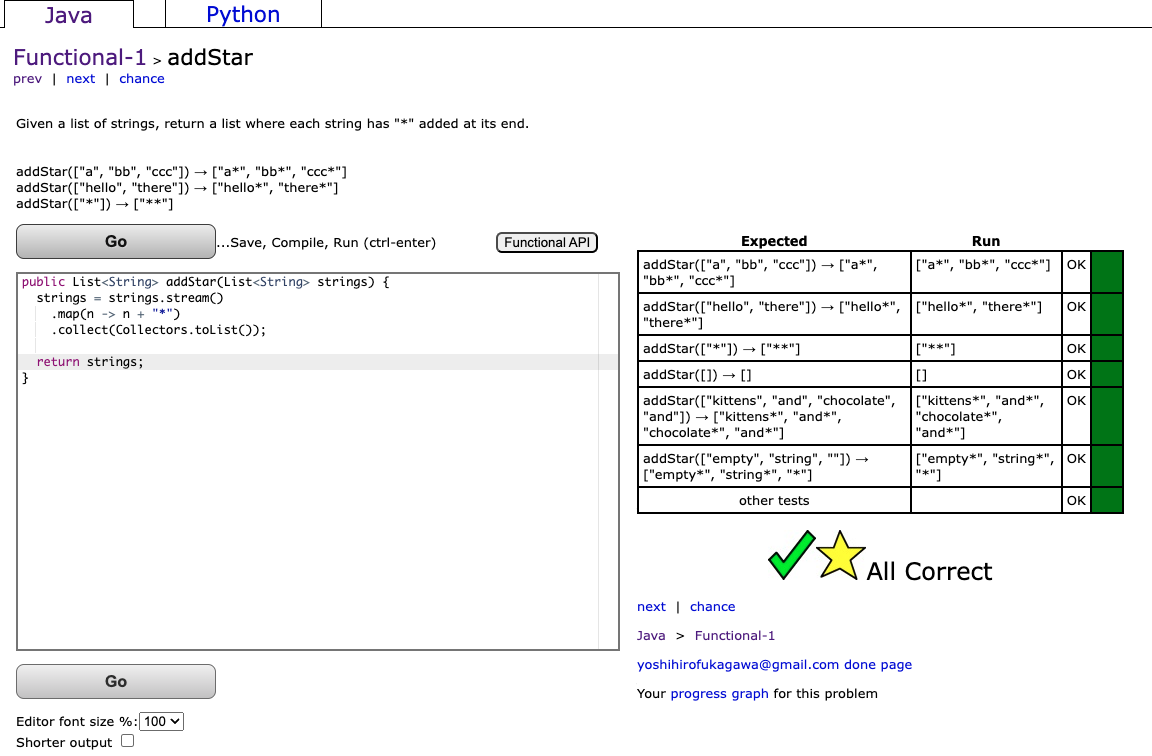 Java
Python
Functional-1 > addStar
prev | next | chance
Given a list of strings, return a list where each string has "*" added at its end.
addStar(["a", "bb", "ccc"]) → ["a*", "bb*", "ccc*"]
addStar(["hello", "there"]) → ["hello*", "there*"]
addStar(["*"]) → ["**"]
Go
...Save, Compile, Run (ctrl-enter)
Functional API
public List<String> addStar(List<String> strings) {
  strings = strings.stream()
    .map(n -> n + "*")
    .collect(Collectors.toList());
  return strings;
}
Go
Editor font size %: 100
Shorter output
Expected Run
addStar(["a", "bb", "ccc"]) → ["a*", ["a*", "bb*", "ccc*"] OK
"bb*", "ccc*"]
addStar(["hello", "there"]) → ["hello*", ["hello*", "there*"] OK
"there*"]
addStar(["*"]) → ["**"] ["**"] OK
addStar([]) → [] [] OK
addStar(["kittens", "and", "chocolate", ["kittens*", "and*", OK
"and"]) → ["kittens*", "and*", "chocolate*",
"chocolate*", "and*"] "and*"]
addStar(["empty", "string", ""]) → ["empty*", "string*", OK
["empty*", "string*", "*"] "*"]
other tests OK
All Correct
next | chance
Java > Functional-1
yoshihirofukagawa@gmail.com done page
Your progress graph for this problem